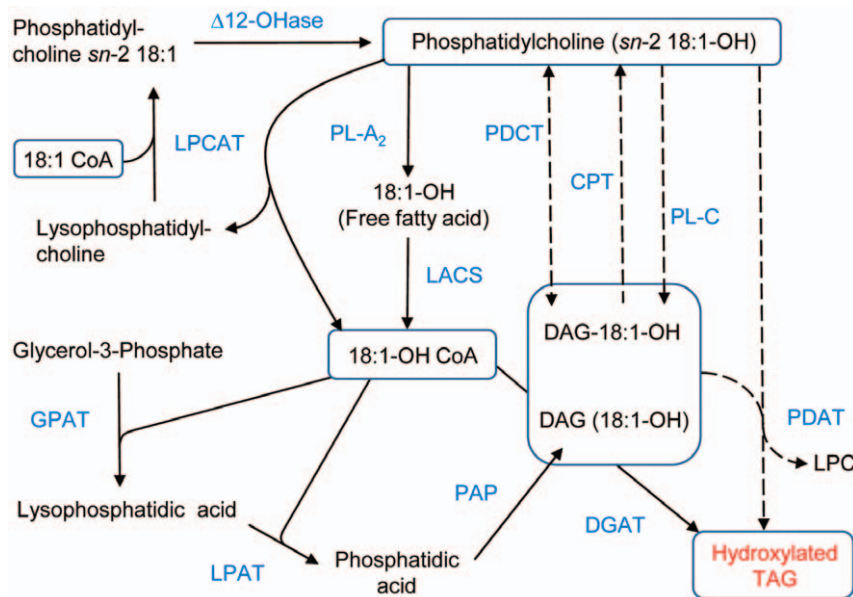 Δ12-OHase
Phosphatidyl-
choline sn-2 18:1
Phosphatidylcholine (sn-2 18:1-OH)
LPCAT
PL-A2
PDCT
18:1 CoA
CPT
18:1-OH
(Free fatty acid)
PL-C
Lysophosphatidyl-
choline
LACS
DAG-18:1-OH
Glycerol-3-Phosphate
18:1-OH CoA
GPAT
DAG (18:1-OH)
PDAT
LPC
PAP
Lysophosphatidic acid
DGAT
LPAT
Phosphatidic
acid
Hydroxylated
TAG